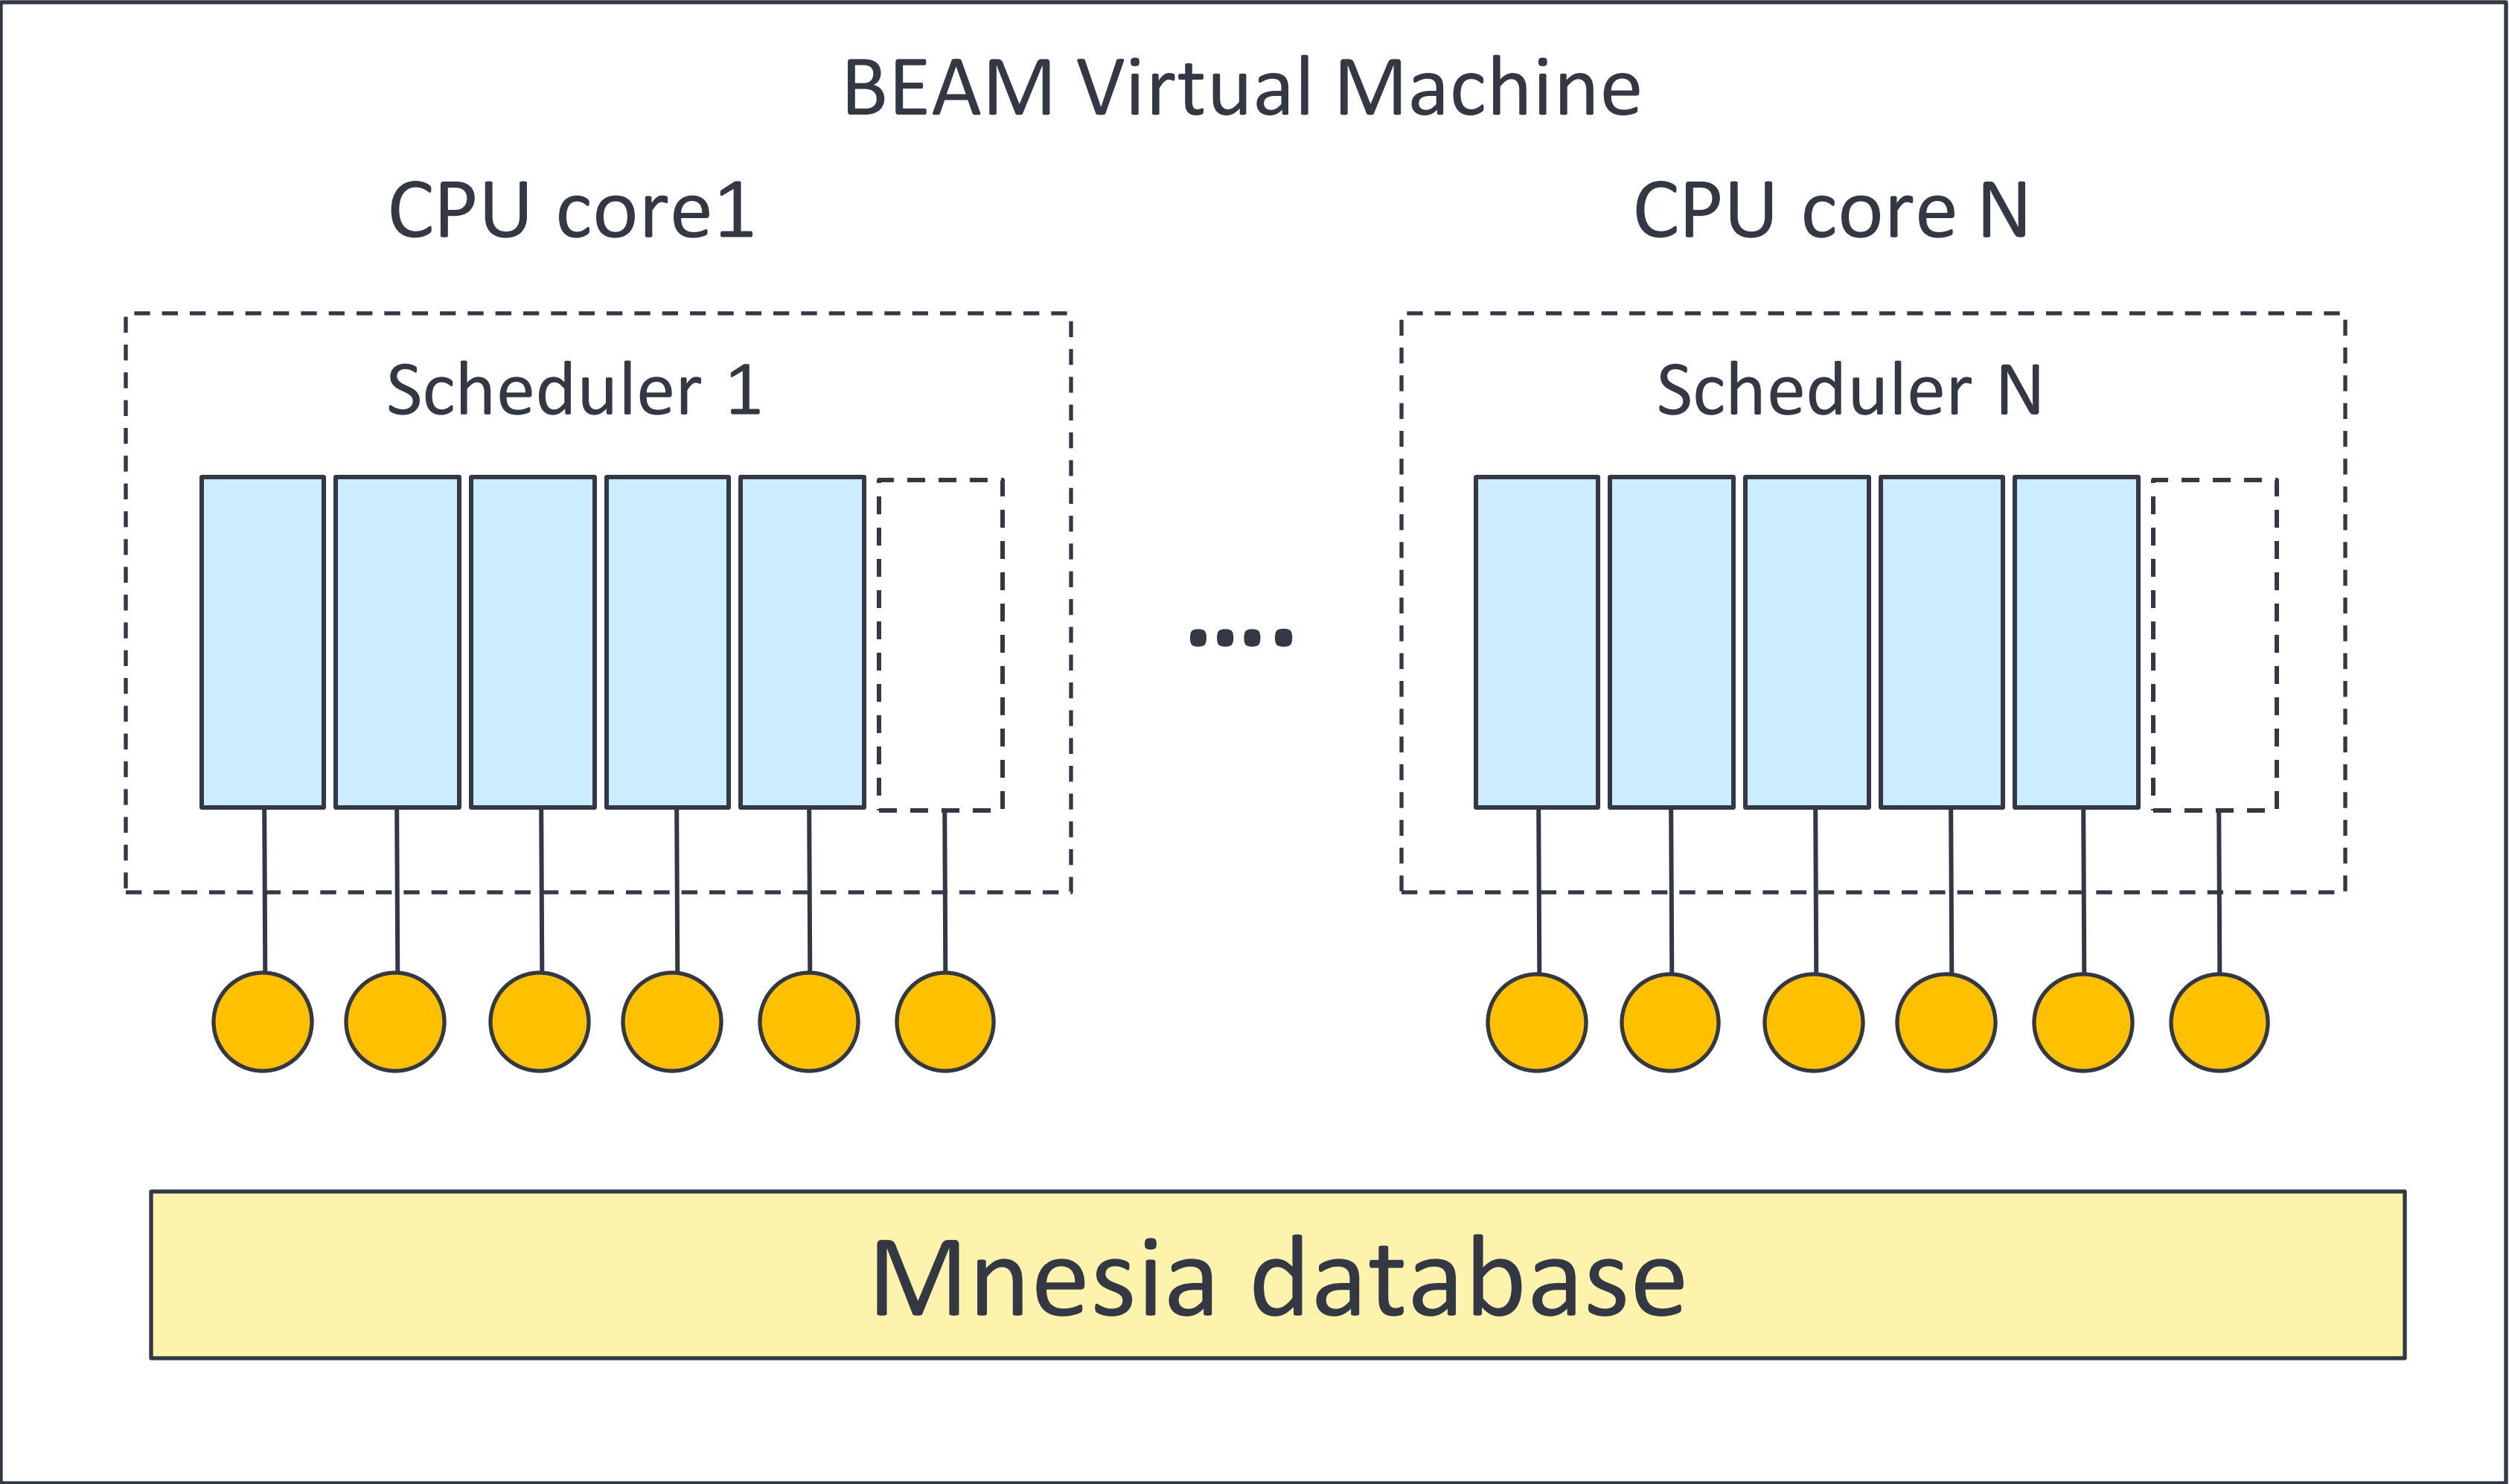 BEAM Virtual Machine
CPU core1
CPU core N
Scheduler 1
Scheduler N
....
Mnesia database